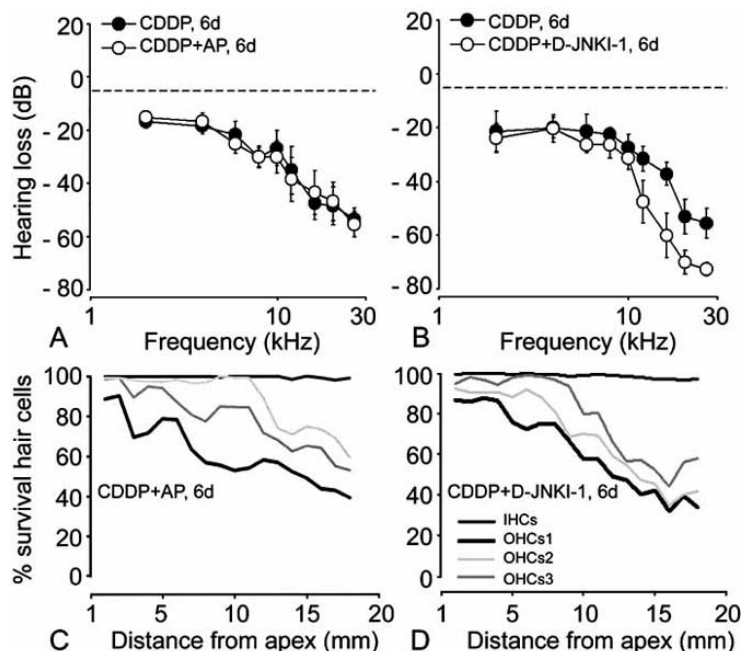 CDDP, 6d
CDDP+AP, 6d
20
0
- 20
- 40
- 60
- 80
Hearing loss (dB)
1
10
30
A
Frequency (kHz)
CDDP, 6d
CDDP+D-JNKI-1, 6d
20
0
- 20
- 40
- 60
- 80
1
10
30
B
Frequency (kHz)
100
80
60
40
20
0
% survival hair cells
CDDP+AP, 6d
1
5
10
15
20
C
Distance from apex (mm)
100
80
60
40
20
0
CDDP+D-JNKI-1, 6d
IHCs
OHCs1
OHCs2
OHCs3
1
5
10
15
20
D
Distance from apex (mm)